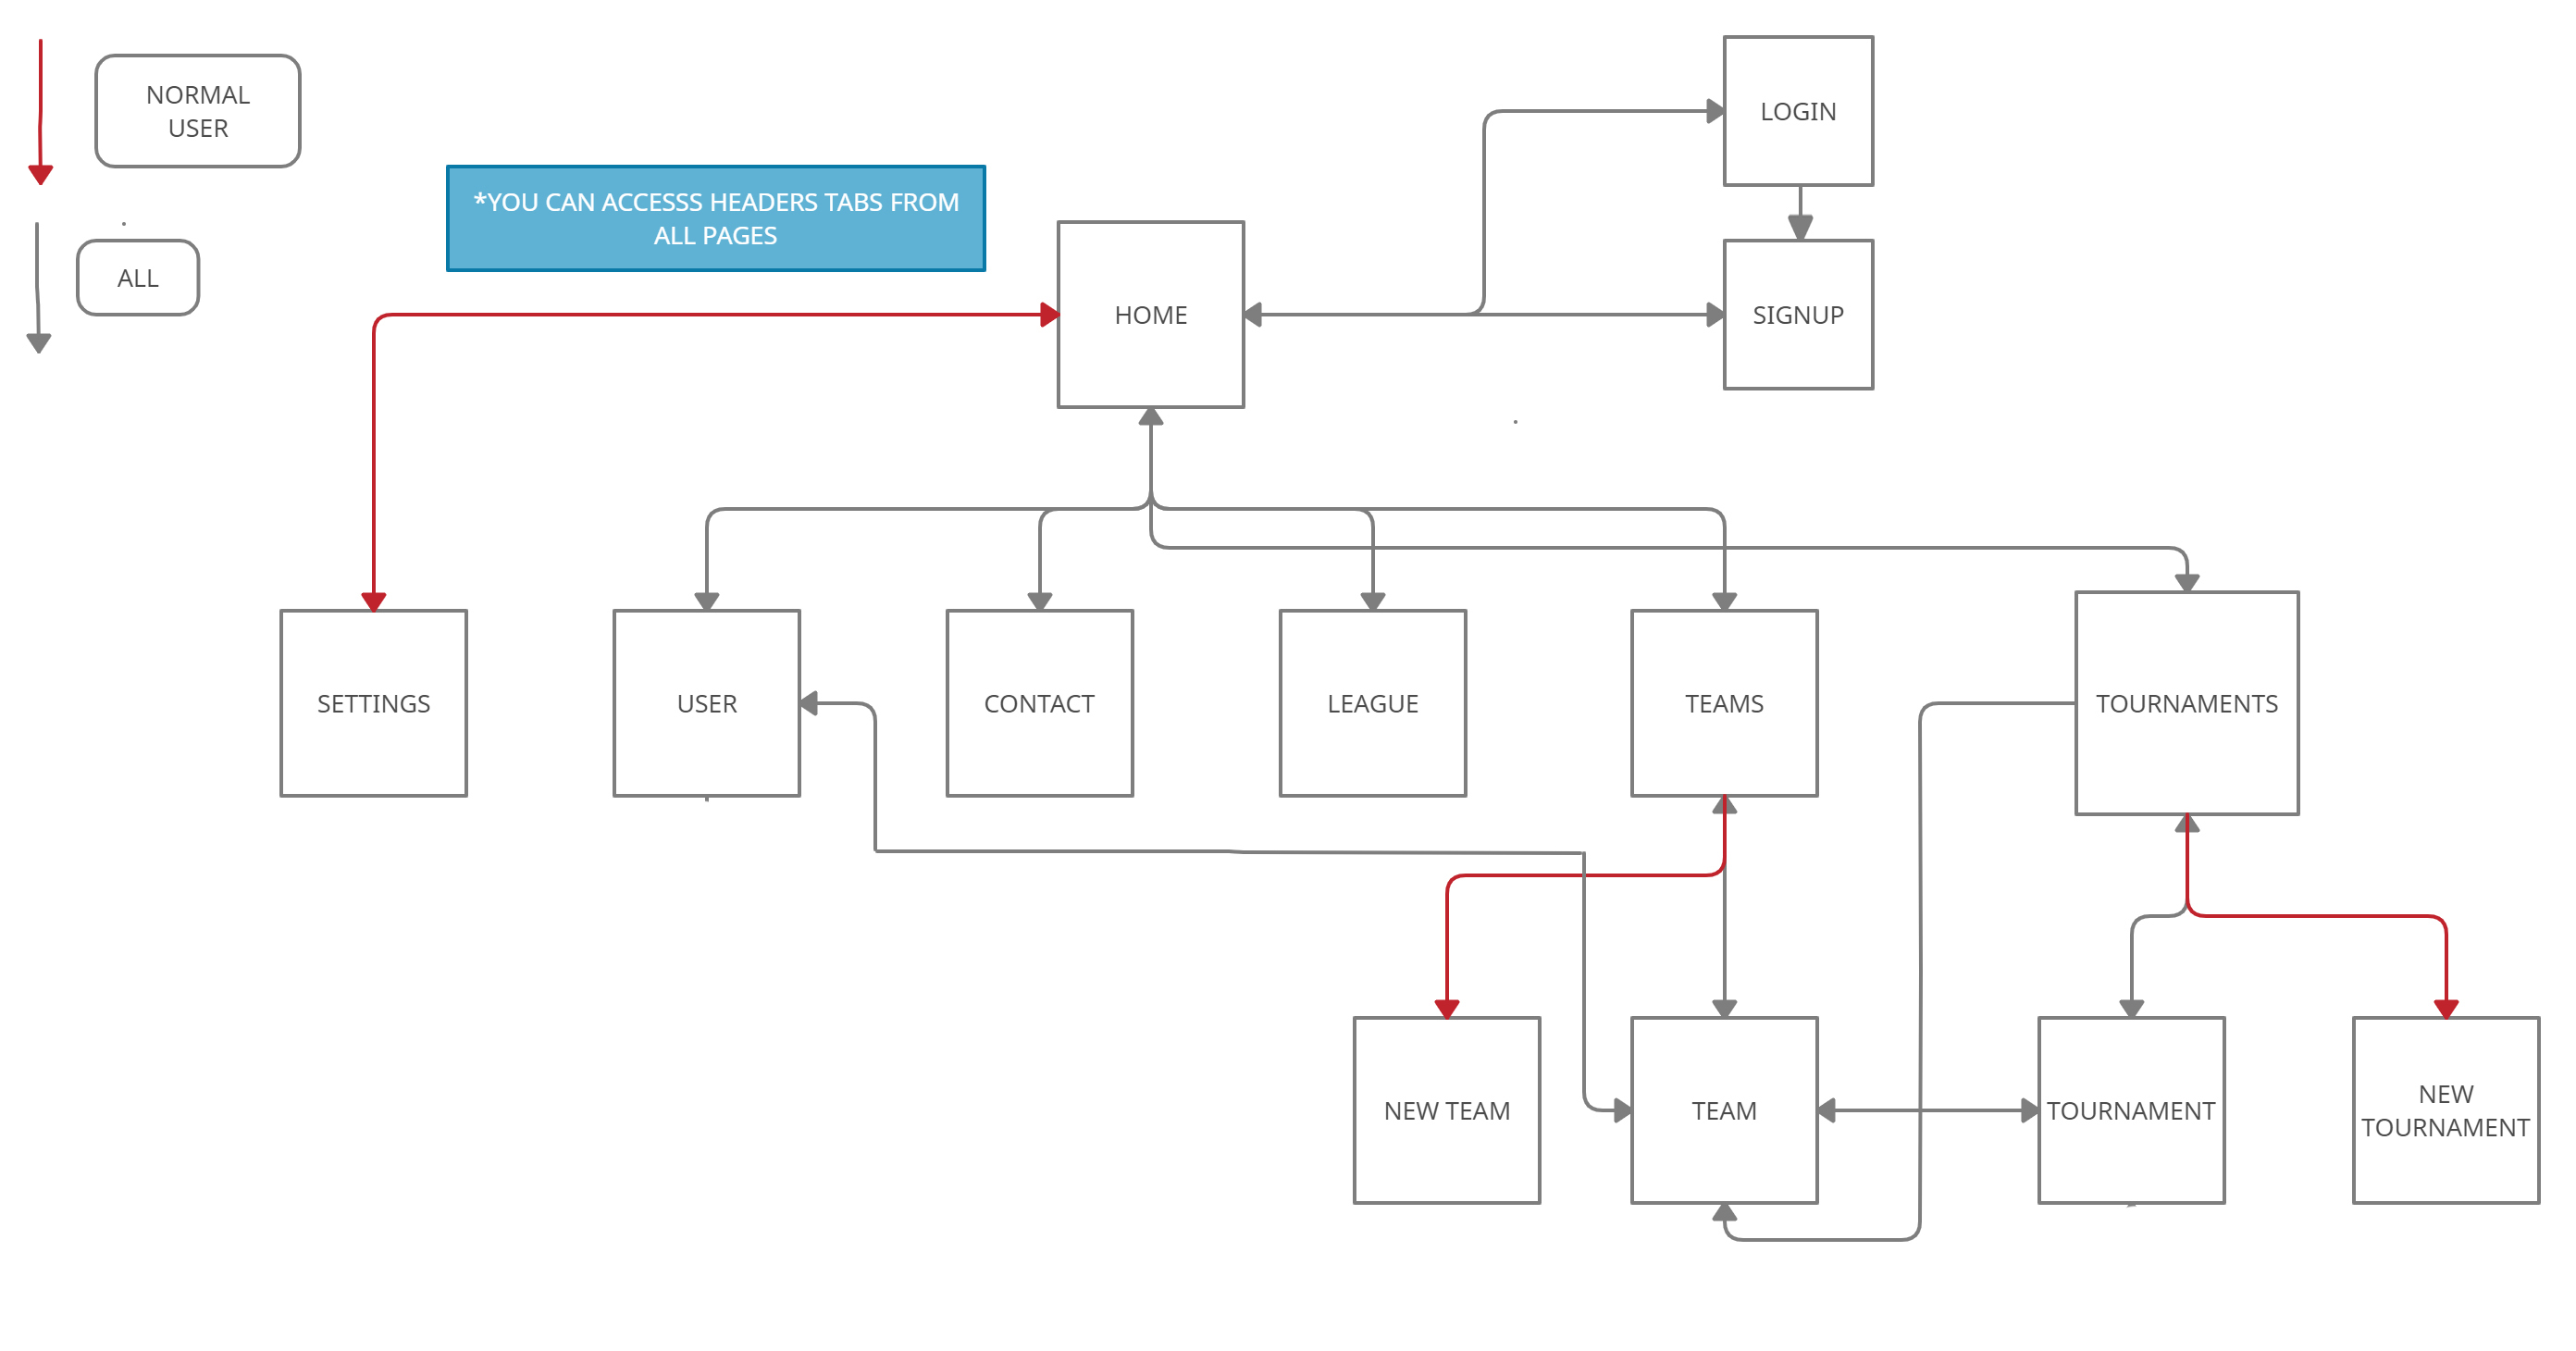 NORMAL
USER
ALL
*YOU CAN ACCESSS HEADERS TABS FROM
ALL PAGES
LOGIN
HOME
SIGNUP
SETTINGS
USER
CONTACT
LEAGUE
TEAMS
TOURNAMENTS
NEW TEAM
TEAM
TOURNAMENT
NEW
TOURNAMENT